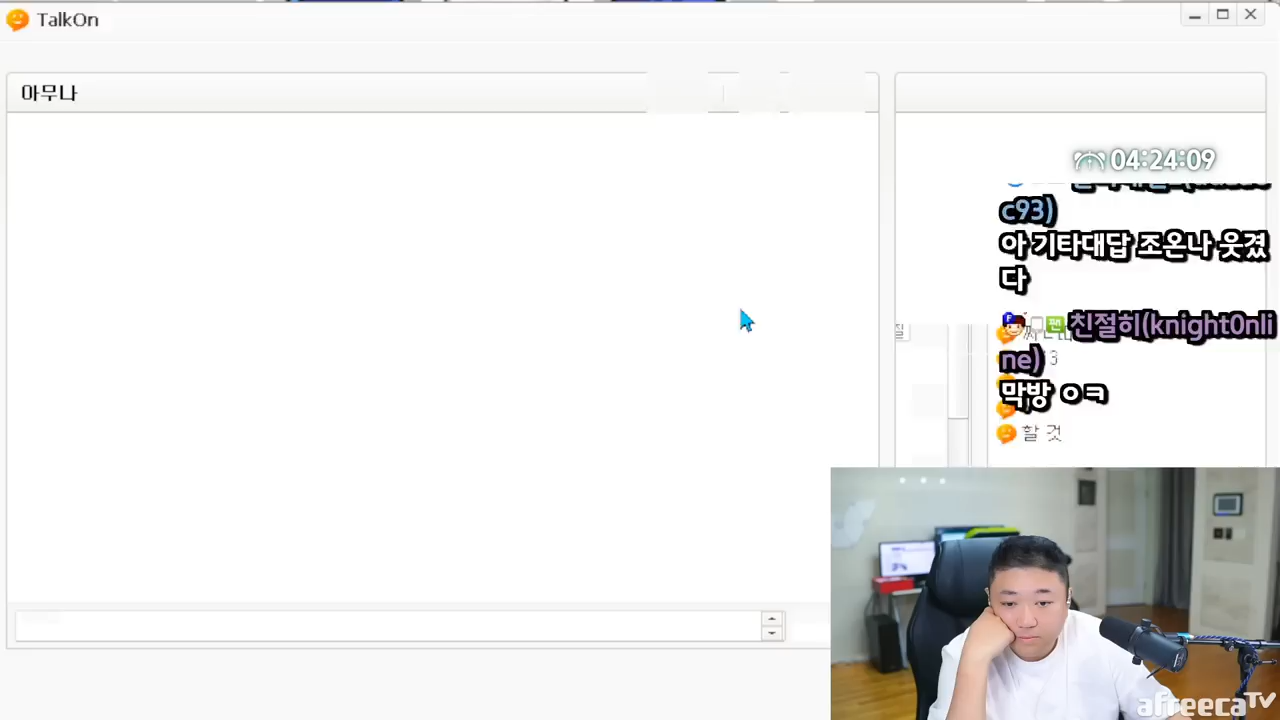 TalkOn
아무나
04:24:09
c93)
아 기타대답 조온나 웃겼
다
친절히(knight0nli
ne)
3
막방 ㅇㅋ
할 것
afreecaTV